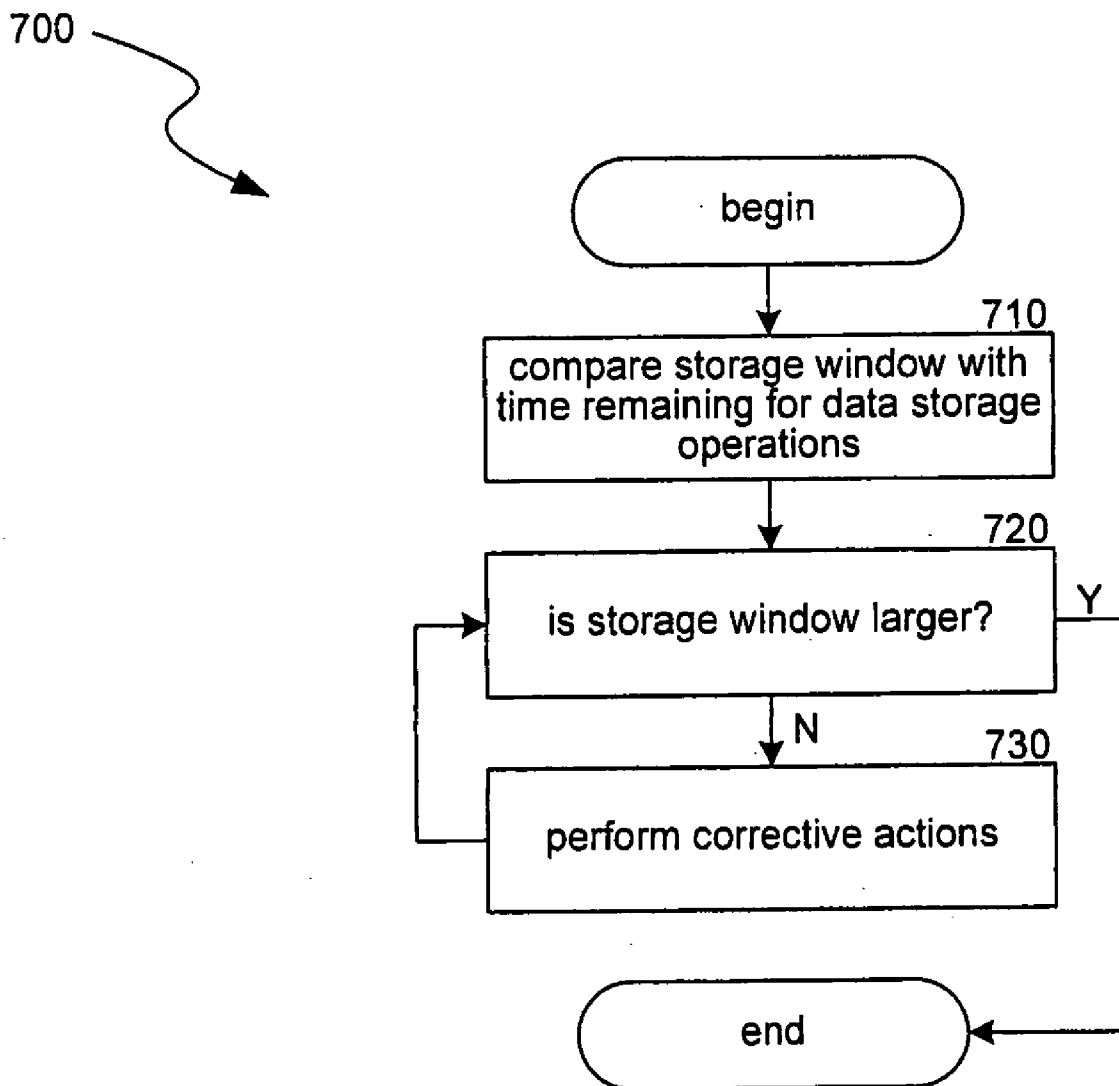 700
begin
710
compare storage window with
time remaining for data storage
operations
720
is storage window larger?
Y
N
730
perform corrective actions
end